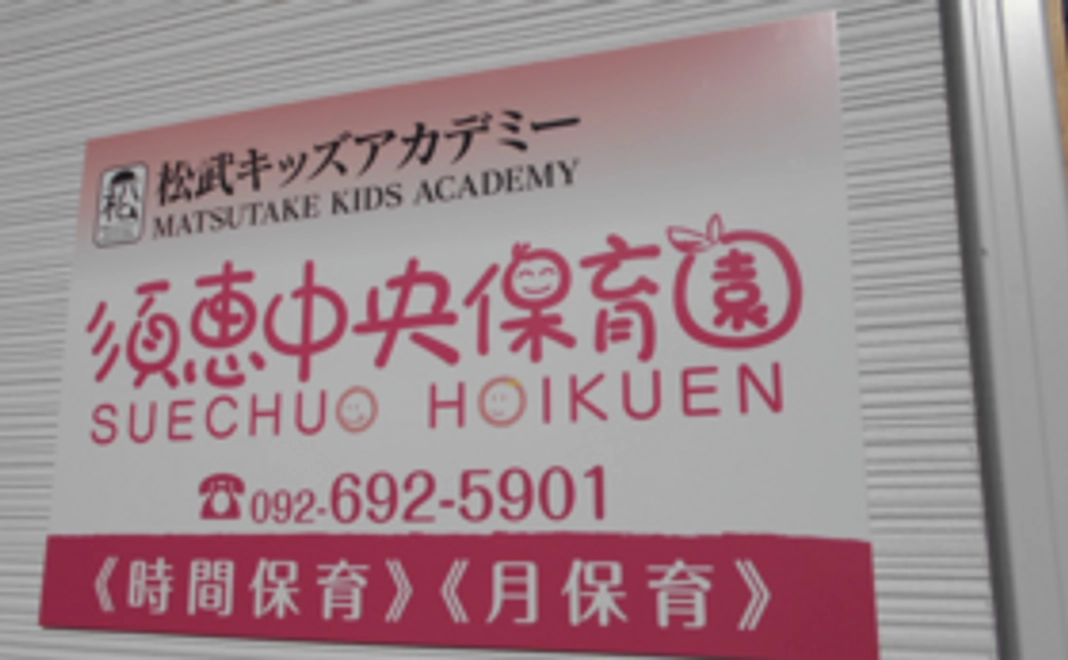 松武キッズアカデミー
MATSUTAKE KIDS ACADEMY
須恵中央保育園
SUECHUO HOIKUEN
☎092-692-5901
《時間保育》《月保育》